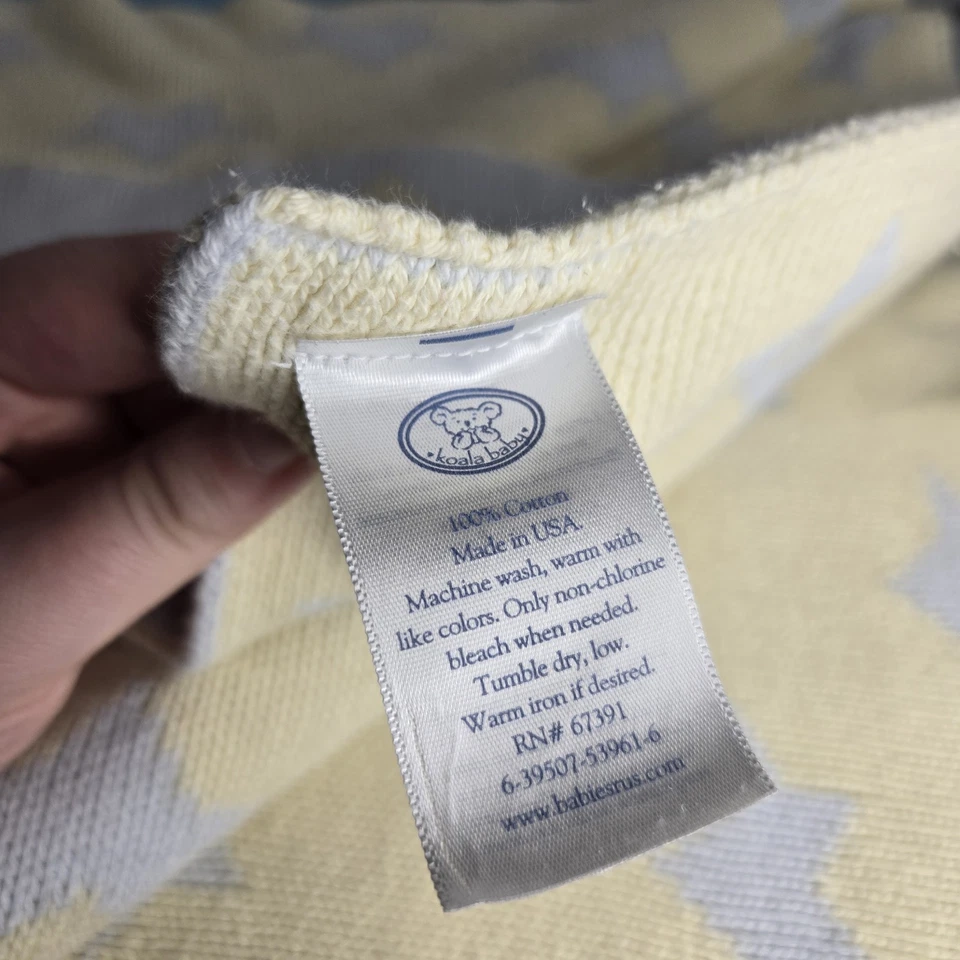 koala baby
100% Cotton
Made in USA.
Machine wash, warm with
like colors. Only non-chlorine
bleach when needed.
Tumble dry, low.
Warm iron if desired.
RN# 67391
6-39507-53961-6
www.babiesrus.com